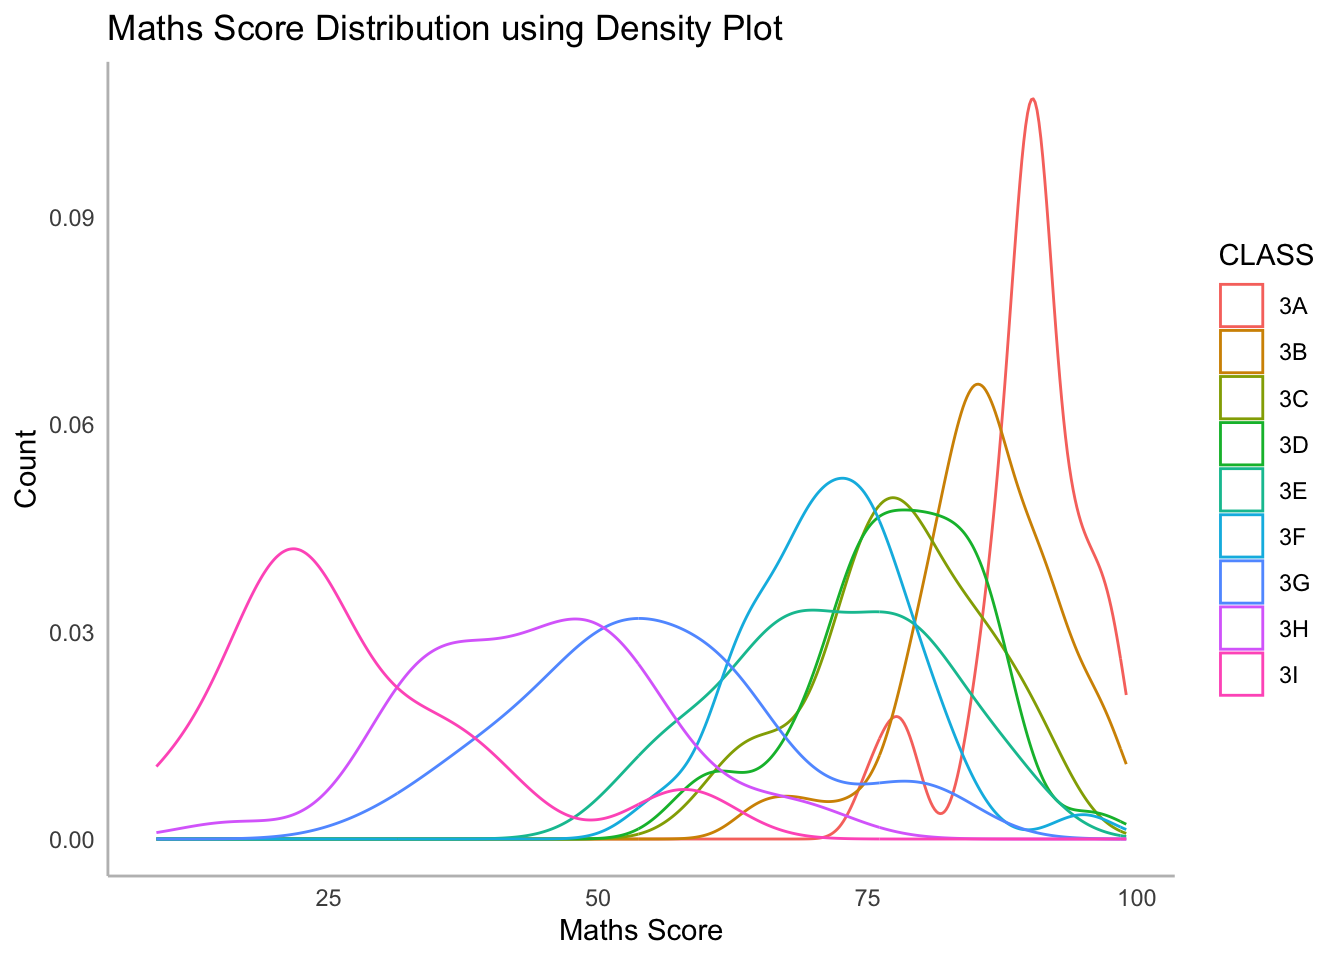 Maths Score Distribution using Density Plot
0.09
0.06
0.03
0.00
Count
25 50 75 100
Maths Score
CLASS
3A
3B
3C
3D
3E
3F
3G
3H
3I